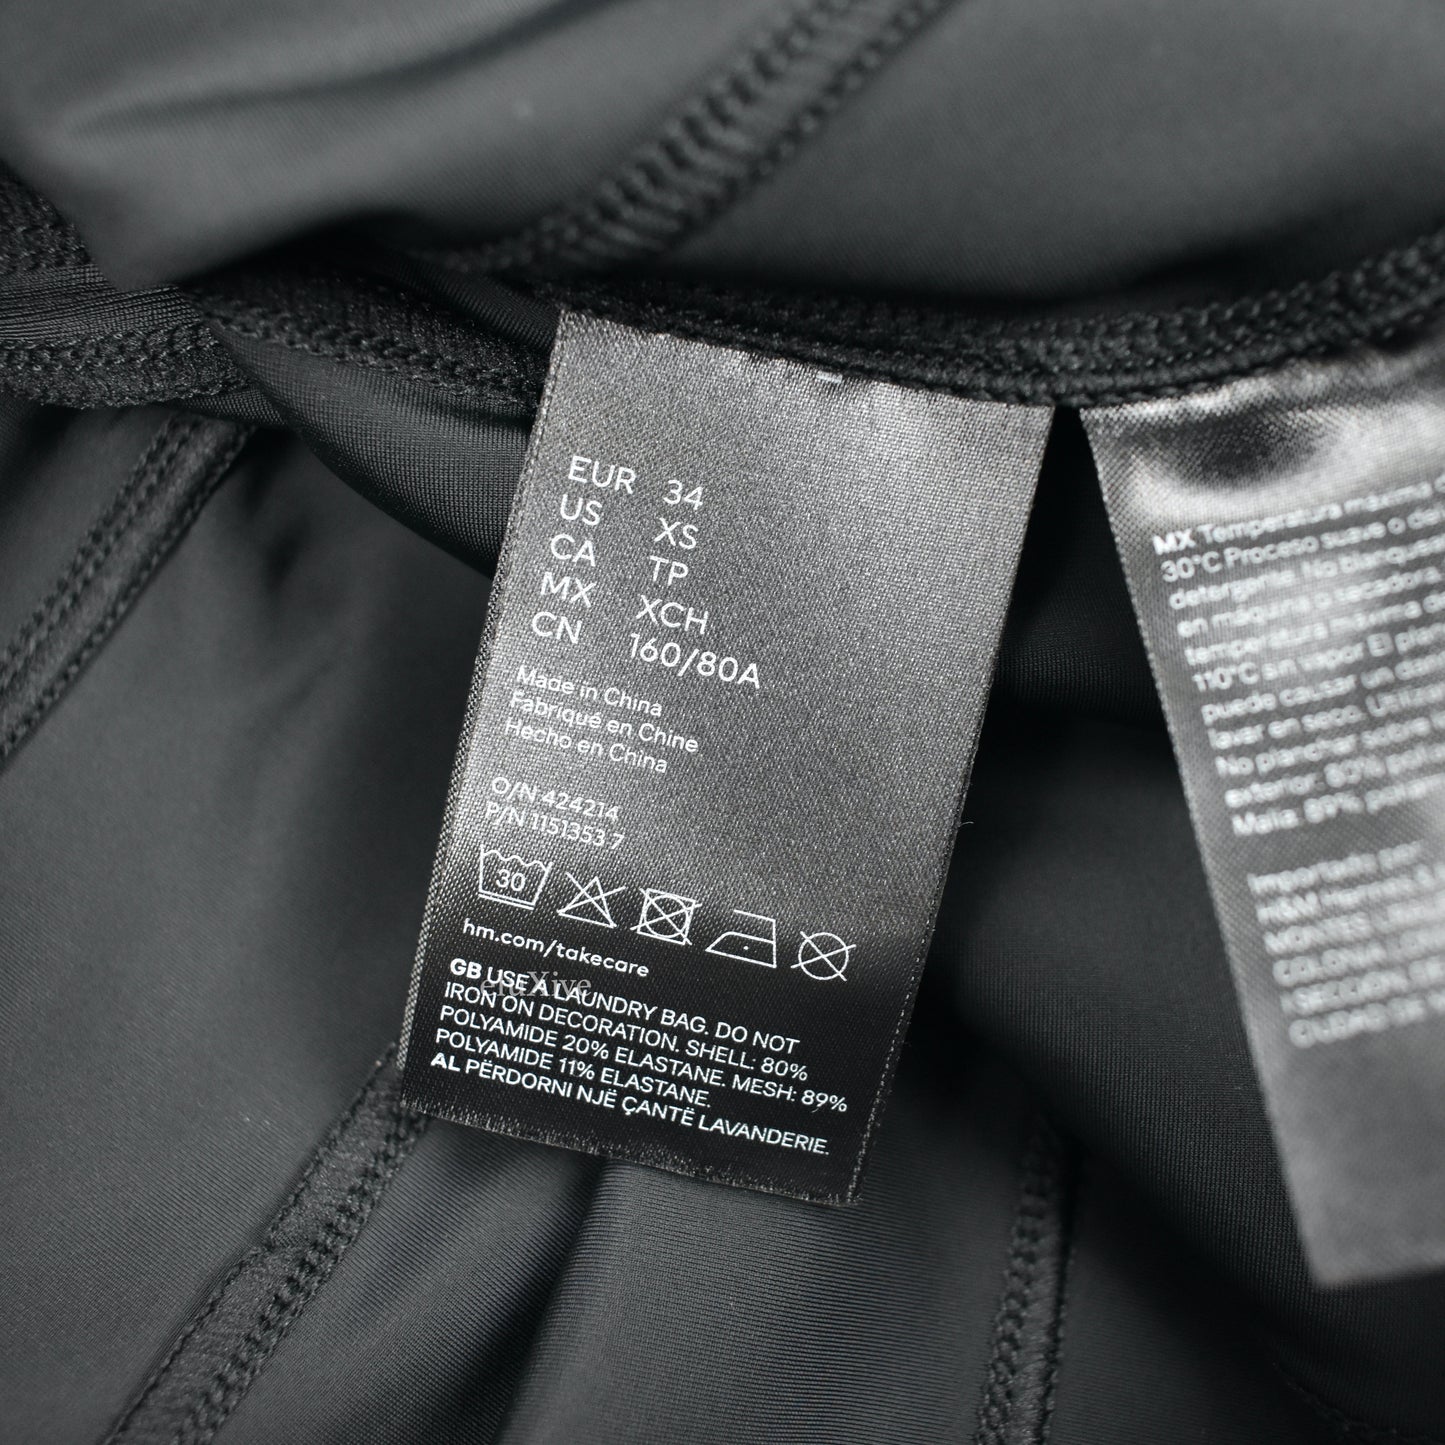 EUR 34
US XS
CA TP
MX XCH
CN 160/80A
Made in China
Fabriqué en Chine
Hecho en China
O/N 424214
P/N 1151353 7
30
hm.com/takecare
GB USE A LAUNDRY BAG. DO NOT
IRON ON DECORATION. SHELL: 80%
POLYAMIDE 20% ELASTANE. MESH: 89%
POLYAMIDE 11% ELASTANE.
AL PËRDORNI NJË ÇANTË LAVANDERIE.
eluXive
MX Temperatura máxima
30°C Proceso suave o
detergente. No
en máquina o secadora.
temperatura máxima
110°C sin vapor El
puede causar un
en seco.
No planchar sobre
exterior: 80%
Malla: 89%
Importado por:
H&M